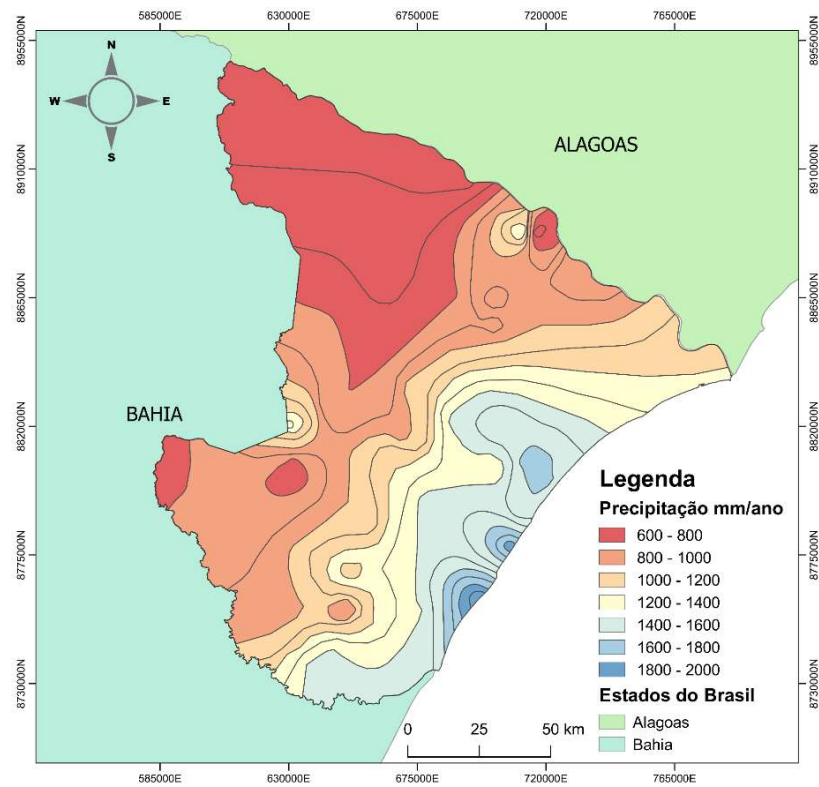 585000E 6300000E 675000E 720000E 765000E
8955000N 8955000N
N
W E
S
ALAGOAS
8910000N 8910000N
8865000N 8865000N
BAHIA
8820000N 8820000N
Legenda
Precipitação mm/ano
600 - 800
800 - 1000
1000 - 1200
1200 - 1400
1400 - 1600
1600 - 1800
1800 - 2000
8775000N 8775000N
Estados do Brasil
Alagoas
Bahia
8730000N 8730000N
0 25 50 km
585000E 6300000E 675000E 720000E 765000E